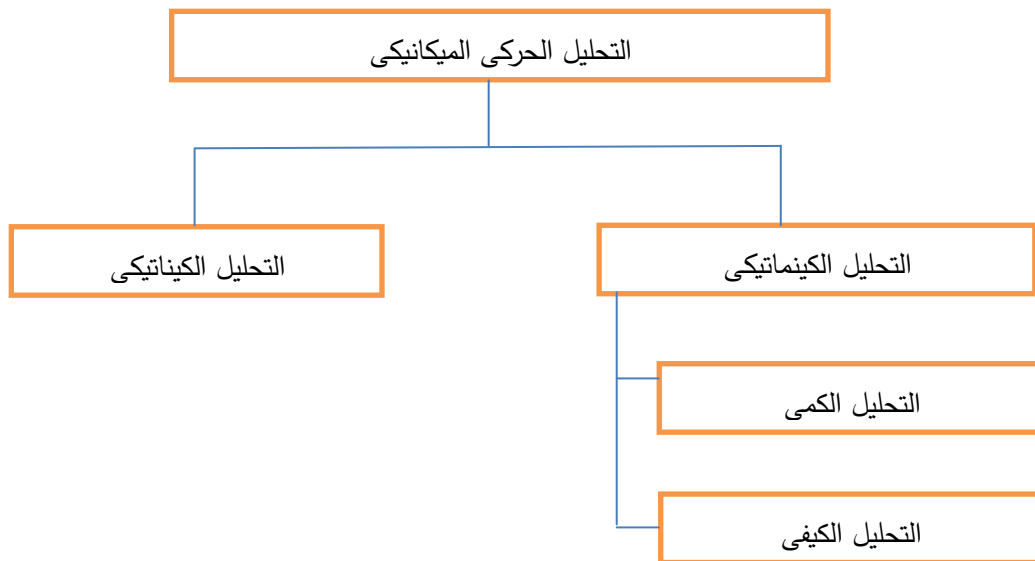 التحليل الحركى الميكانيكى
التحليل الكينماتيكى
التحليل الكيناتيكى
التحليل الكمى
التحليل الكيفى